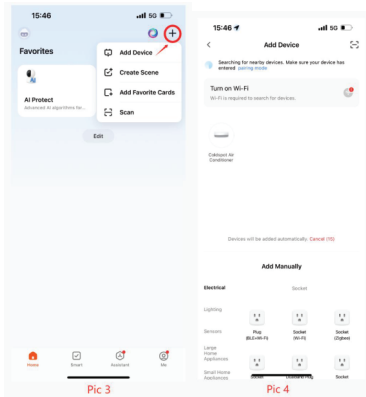 15:46
5G
Favorites
Add Device
Create Scene
Add Favorite Cards
Scan
AI Protect
Advanced AI algorithms for...
Edit
Home
Smart
Assistant
Me
Pic 3
15:46
5G
Add Device
Searching for nearby devices. Make sure your device has
entered pairing mode
Turn on Wi-Fi
Wi-Fi is required to search for devices.
Coldspot Air
Conditioner
Devices will be added automatically. Cancel
Add Manually
Electrical
Socket
Lighting
Sensors
Large
Home
Appliances
Small Home
Appliances
Plug
(BLE+Wi-Fi)
Socket
(Wi-Fi)
Socket
(Zigbee)
Socket
Socket
Pic 4